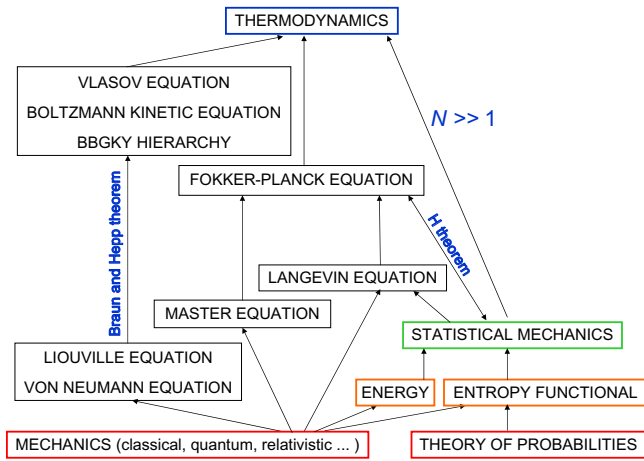 THERMODYNAMICS
VLASOV EQUATION
BOLTZMANN KINETIC EQUATION
BBGKY HIERARCHY
N >> 1
FOKKER-PLANCK EQUATION
Braun and Hepp theorem
H theorem
LANGEVIN EQUATION
MASTER EQUATION
STATISTICAL MECHANICS
LIOUVILLE EQUATION
VON NEUMANN EQUATION
ENERGY
ENTROPY FUNCTIONAL
MECHANICS (classical, quantum, relativistic ... )
THEORY OF PROBABILITIES